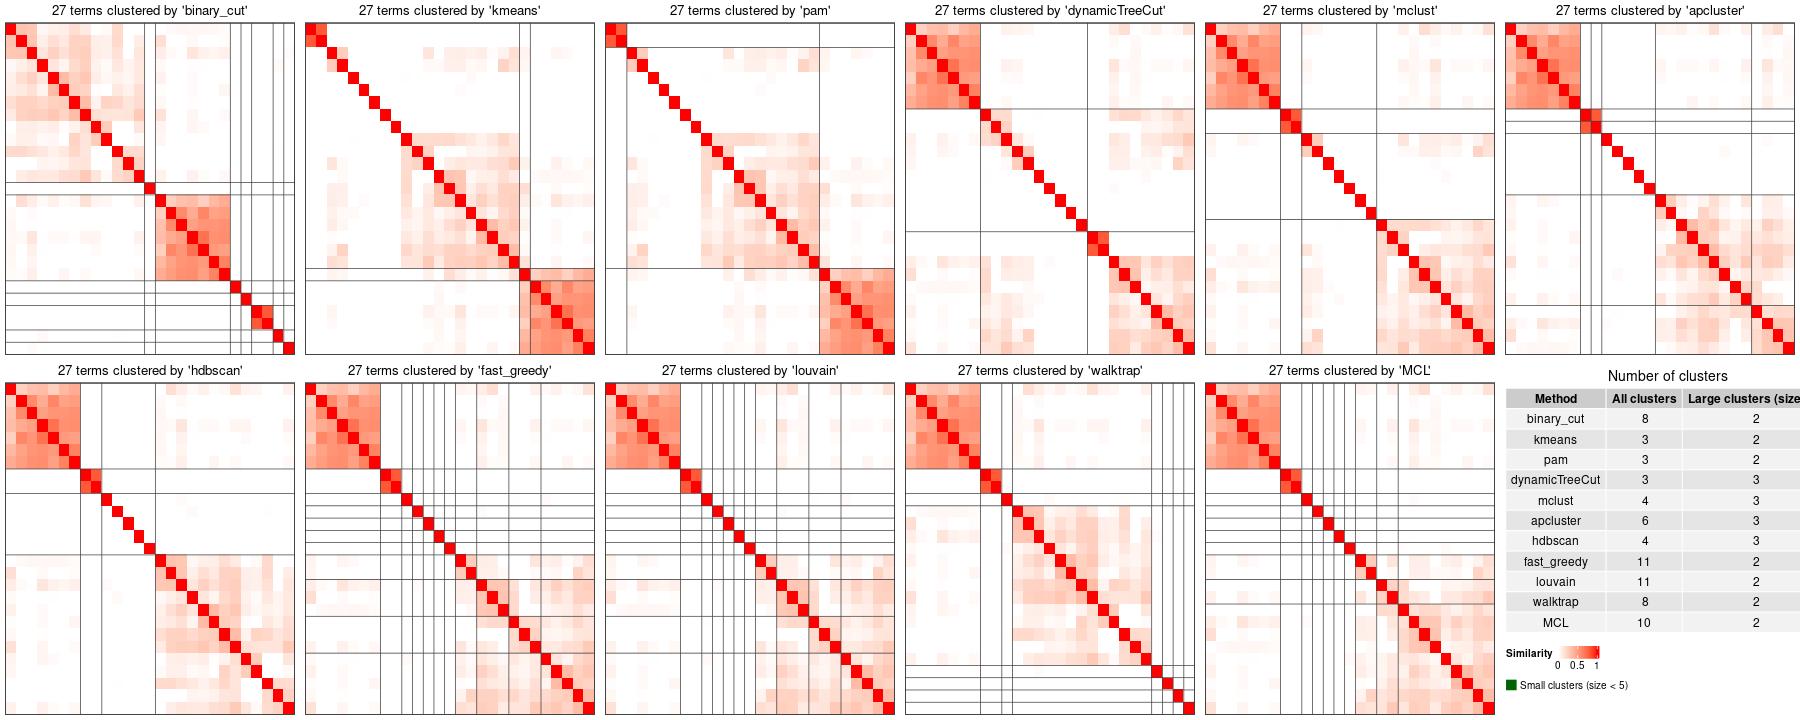 27 terms clustered by 'binary_cut'
27 terms clustered by 'kmeans'
27 terms clustered by 'pam'
27 terms clustered by 'dynamicTreeCut'
27 terms clustered by 'mclust'
27 terms clustered by 'apcluster'
27 terms clustered by 'hdbscan'
27 terms clustered by 'fast_greedy'
27 terms clustered by 'louvain'
27 terms clustered by 'walktrap'
27 terms clustered by 'MCL'
Number of clusters
Method All clusters Large clusters (size
binary_cut 8 2
kmeans 3 2
pam 3 2
dynamicTreeCut 3 3
mclust 4 3
apcluster 6 3
hdbscan 4 3
fast_greedy 11 2
louvain 11 2
walktrap 8 2
MCL 10 2
Similarity
0 0.5 1
Small clusters (size < 5)